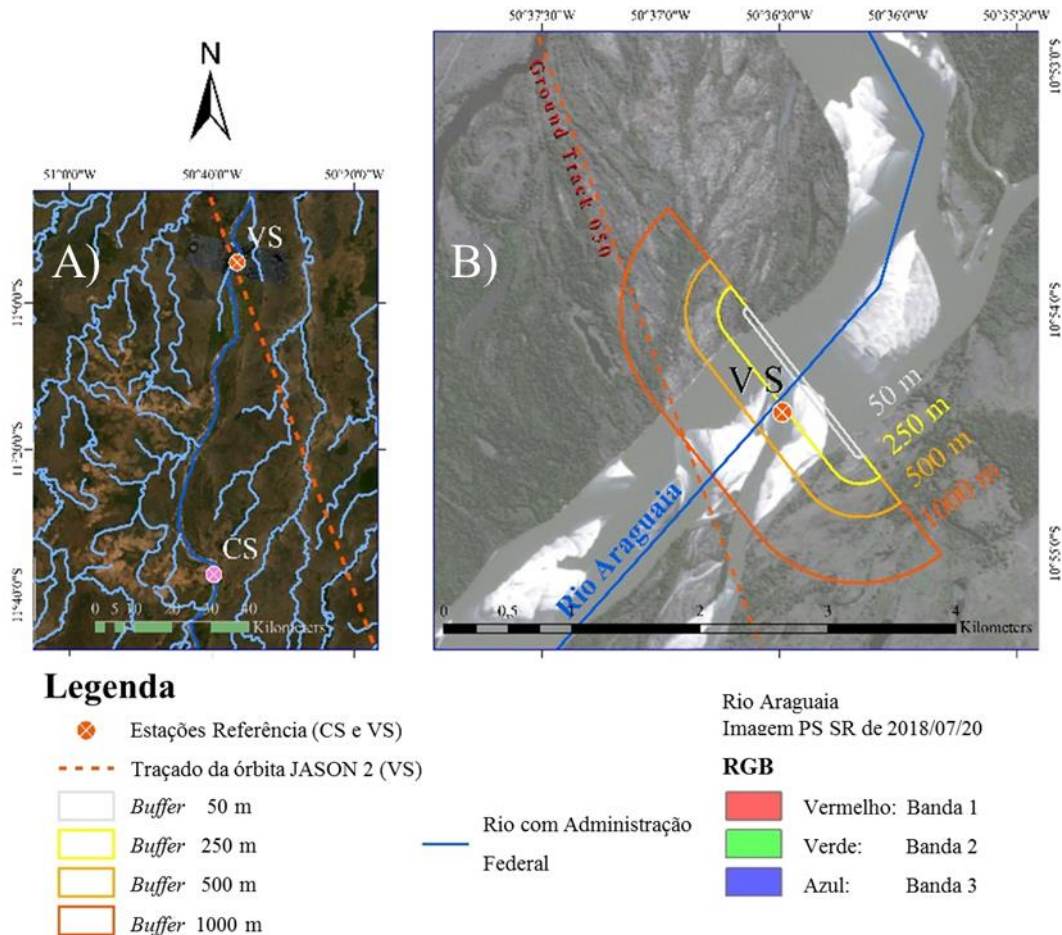 N
51°0'0"W 50°40'0"W 50°20'0"W
A)
VS
CS
11°6'0"S
11°23'0"S
11°40'0"S
0 5 10 20 30 40
Kilometers
50°37'30"W 50°37'0"W 50°36'30"W 50°36'0"W 50°35'30"W
B)
Ground Track 050
V S
50 m
250 m
500 m
1000 m
Rio Araguaia
10°53'0"S
10°54'0"S
10°55'0"S
0 0,5 1 2 3 4
Kilometers
Legenda
Estações Referência (CS e VS)
Traçado da órbita JASON 2 (VS)
Buffer 50 m
Buffer 250 m
Buffer 500 m
Buffer 1000 m
Rio com Administração
Federal
Rio Araguaia
Imagem PS SR de 2018/07/20
RGB
Vermelho: Banda 1
Verde: Banda 2
Azul: Banda 3